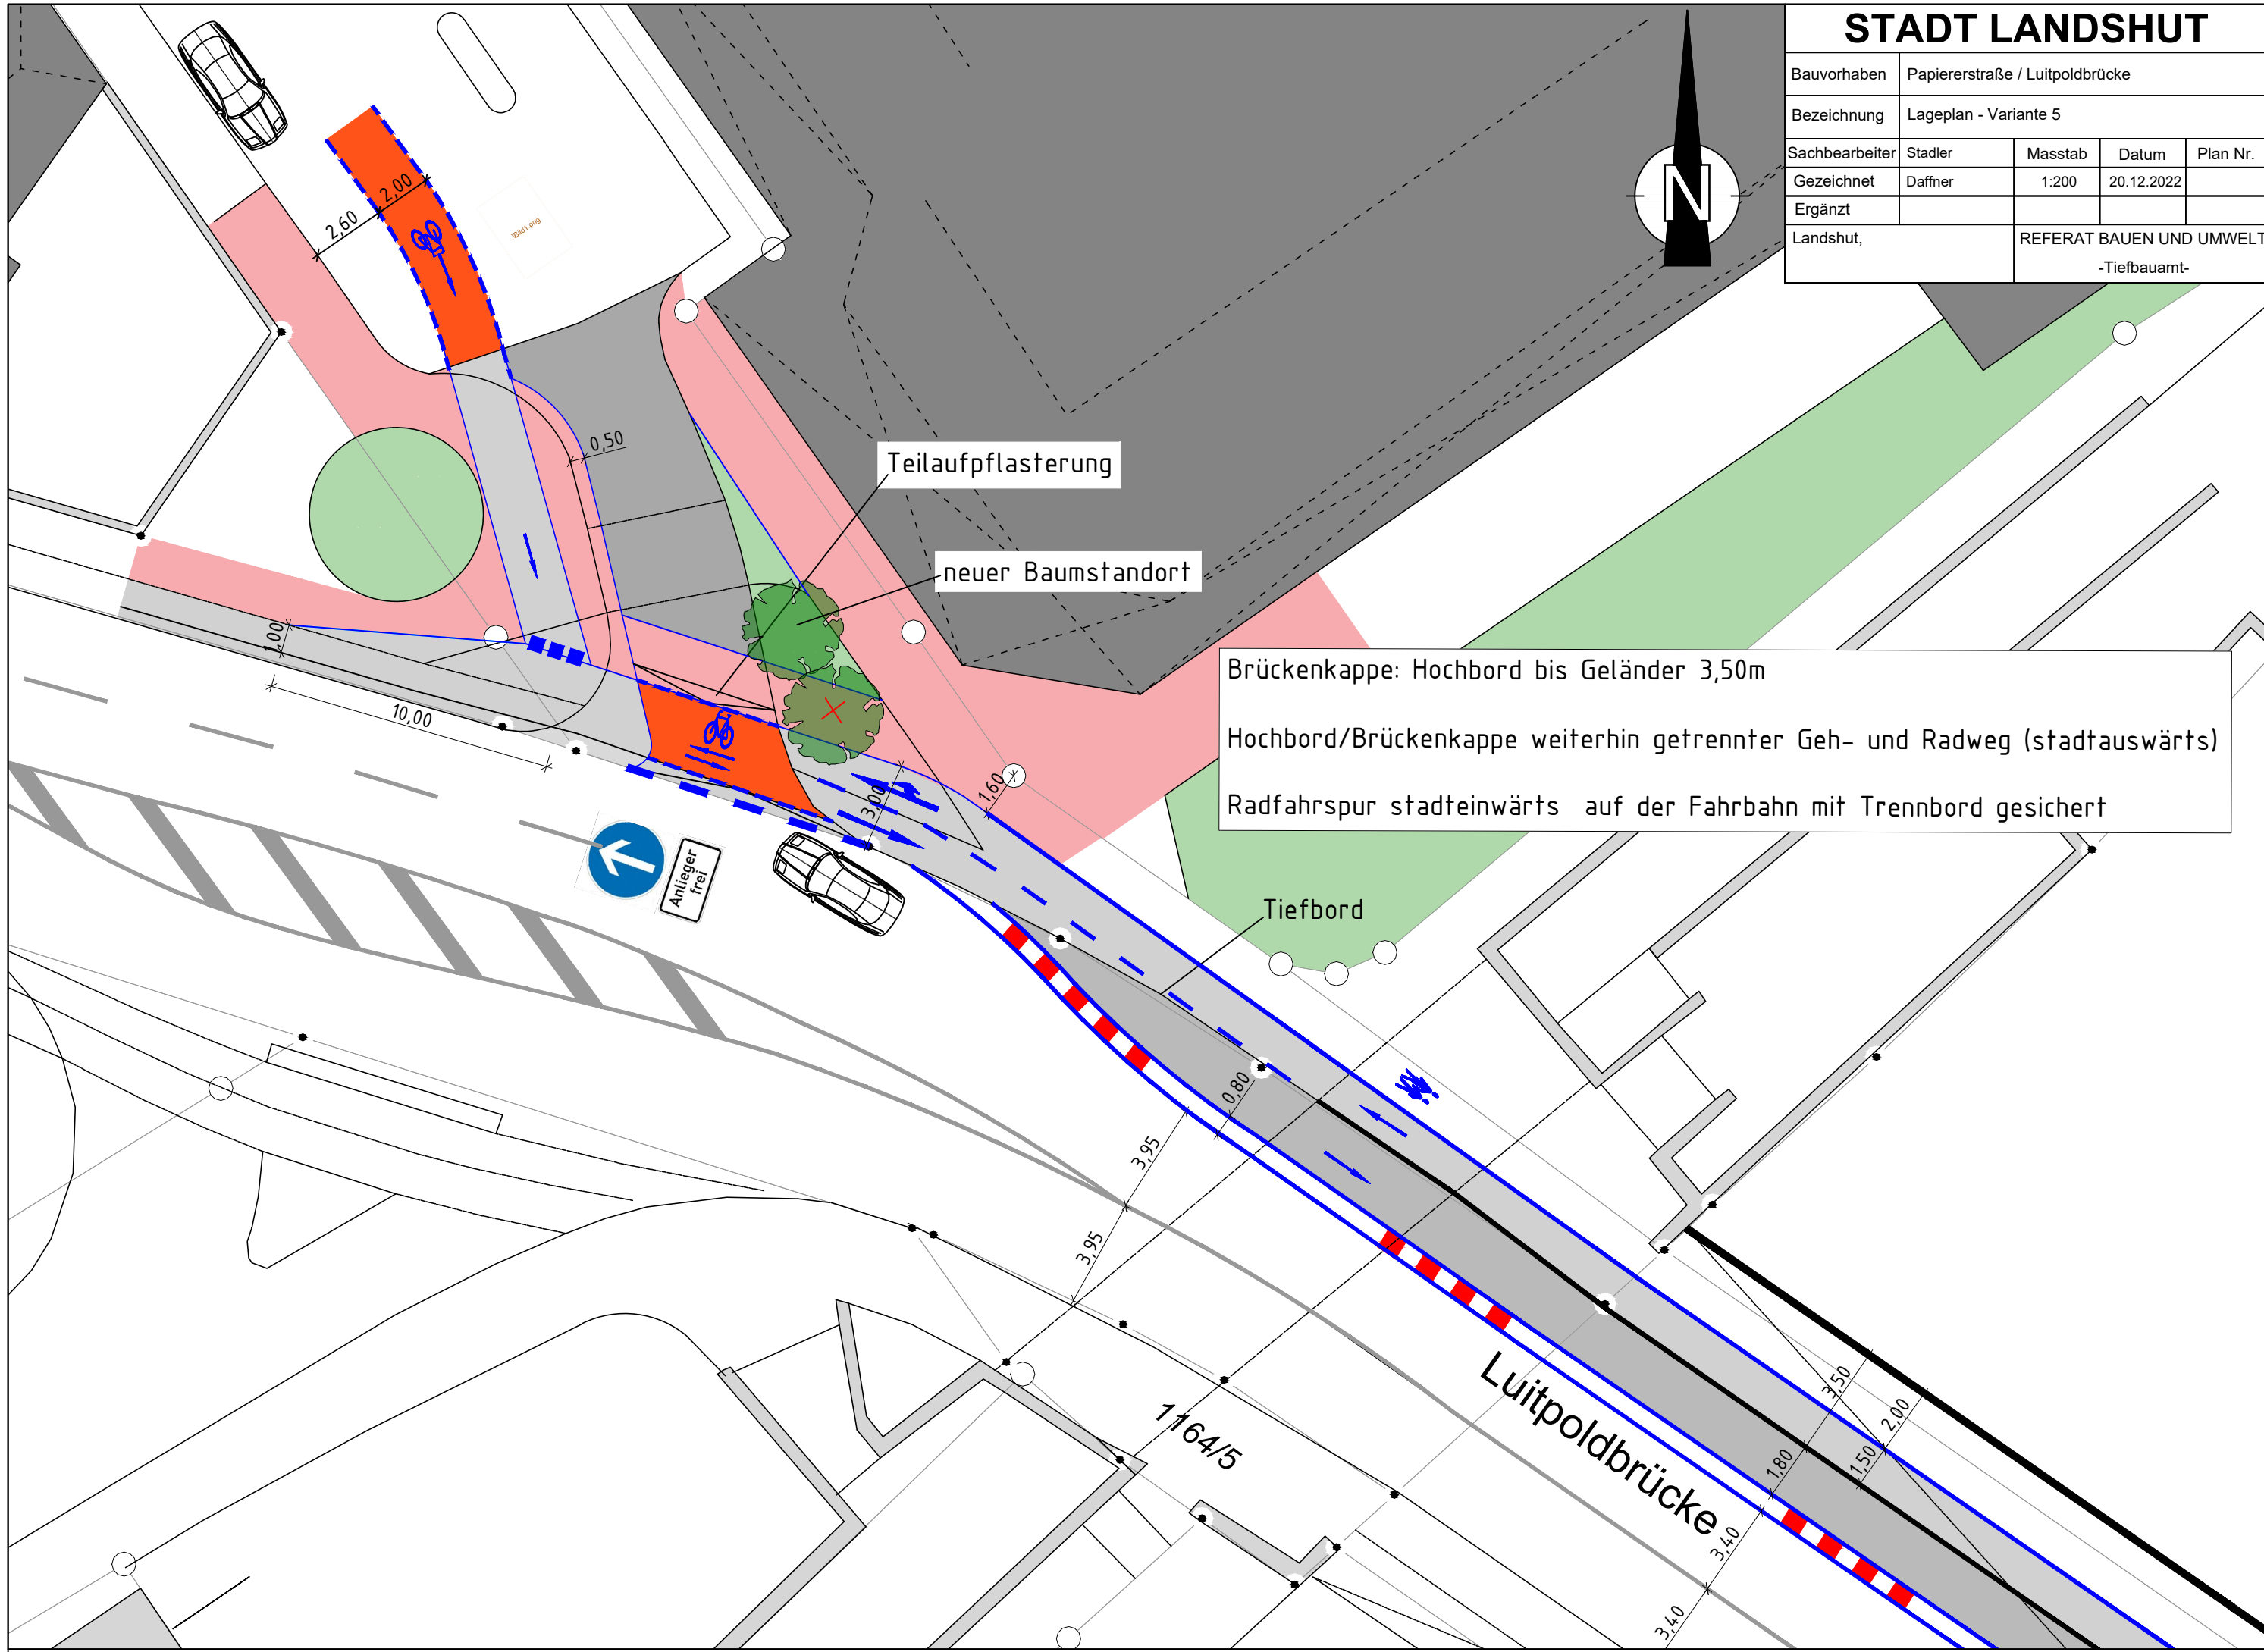 STADT LANDSHUT
Bauvorhaben Papiererstraße / Luitpoldbrücke
Bezeichnung Lageplan - Variante 5
Sachbearbeiter Stadler Masstab Datum Plan Nr.
Gezeichnet Daffner 1:200 20.12.2022
Ergänzt
Landshut, REFERAT BAUEN UND UMWELT
-Tiefbauamt-
N
2,00
2,60
\Bild1.png
0,50
Teilaufpflasterung
neuer Baumstandort
1,00
10,00
Brückenkappe: Hochbord bis Geländer 3,50m
Hochbord/Brückenkappe weiterhin getrennter Geh- und Radweg (stadtauswärts)
Radfahrspur stadteinwärts auf der Fahrbahn mit Trennbord gesichert
3,00
1,60
Anlieger
frei
Tiefbord
0,80
3,95
3,95
1164/5
Luitpoldbrücke
3,50
2,00
1,80
1,50
3,40
3,40